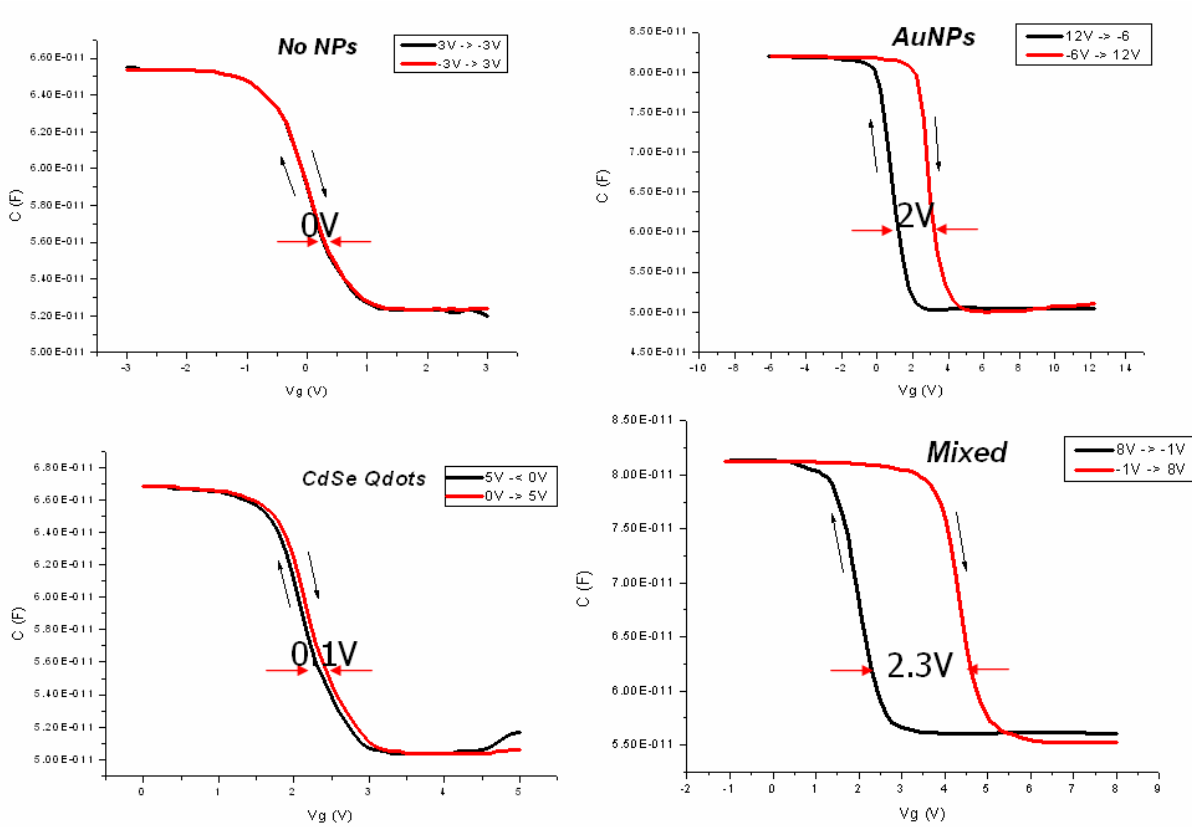 No NPs
3V -> -3V
-3V -> 3V
6.60E-011
6.40E-011
6.20E-011
6.00E-011
5.80E-011
5.60E-011
5.40E-011
5.20E-011
5.00E-011
C (F)
0V
-3
-2
-1
0
1
2
3
Vg (V)
AuNPs
12V -> -6
-6V -> 12V
8.50E-011
8.00E-011
7.50E-011
7.00E-011
6.50E-011
6.00E-011
5.50E-011
5.00E-011
4.50E-011
C (F)
2V
-10
-8
-6
-4
-2
0
2
4
6
8
10
12
14
Vg (V)
CdSe Qdots
5V -< 0V
0V -> 5V
6.80E-011
6.60E-011
6.40E-011
6.20E-011
6.00E-011
5.80E-011
5.60E-011
5.40E-011
5.20E-011
5.00E-011
C (F)
0.1V
0
1
2
3
4
5
Vg (V)
Mixed
8V -> -1V
-1V -> 8V
8.50E-011
8.00E-011
7.50E-011
7.00E-011
6.50E-011
6.00E-011
5.50E-011
C (F)
2.3V
-2
-1
0
1
2
3
4
5
6
7
8
9
Vg (V)